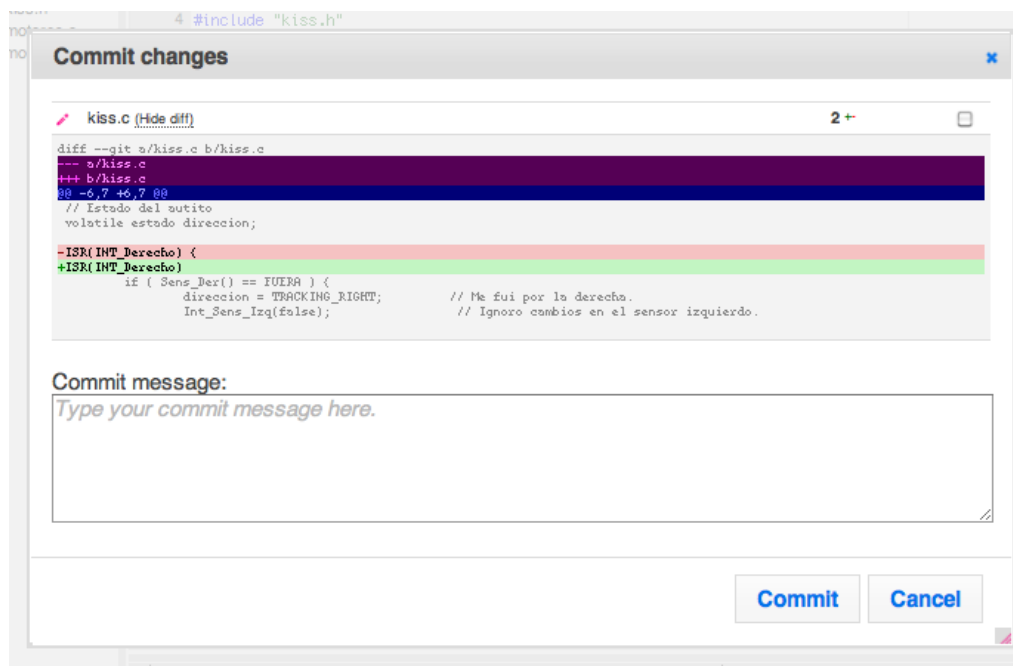 4 #include "kiss.h"
Commit changes
kiss.c (Hide diff) 2 +-
diff --git a/kiss.c b/kiss.c
--- a/kiss.c
+++ b/kiss.c
@@ -6,7 +6,7 @@
// Estado del autito
volatile estado direccion;
-ISR(INT_Derecho) {
+ISR(INT_Derecho)
if ( Sens_Der() == FUERA ) {
direccion = TRACKING_RIGHT; // Me fui por la derecha.
Int_Sens_Izq(false); // Ignoro cambios en el sensor izquierdo.
Commit message:
Type your commit message here.
Commit Cancel